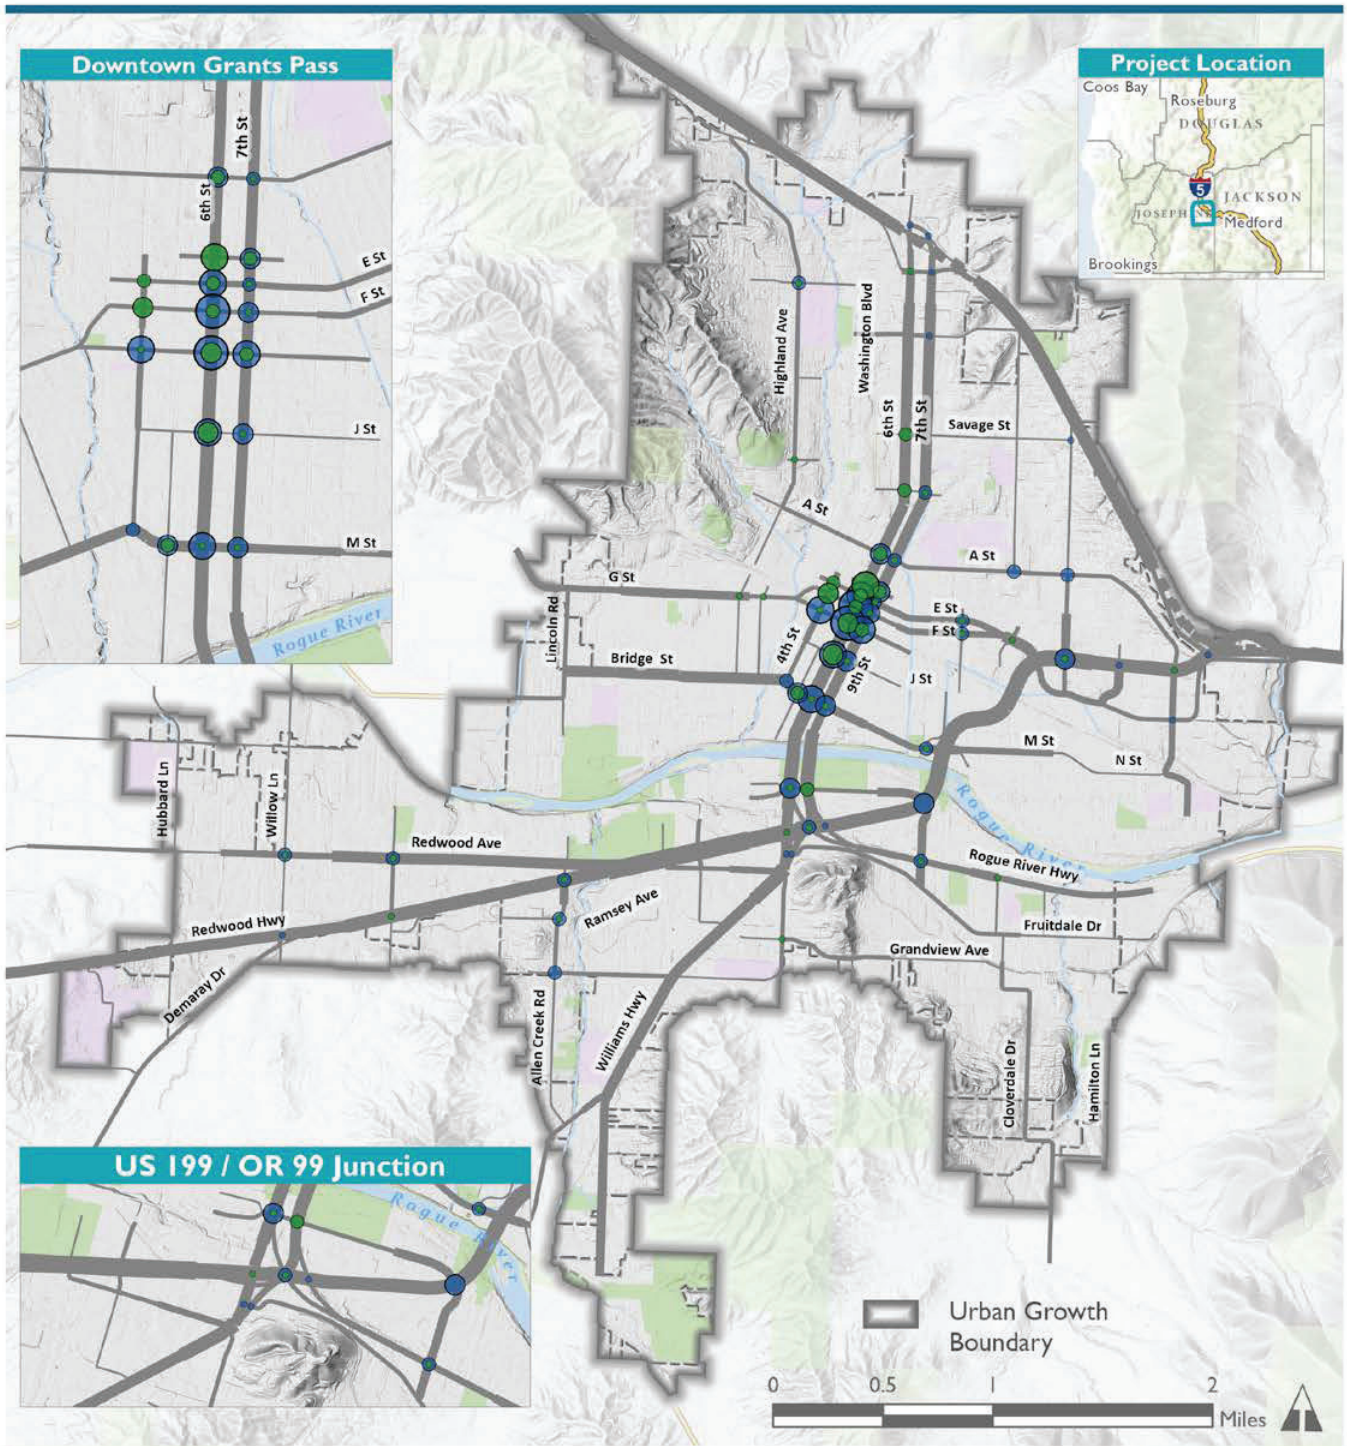 Downtown Grants Pass
7th St
6th St
E St
F St
J St
M St
Rogue River
Project Location
Coos Bay
Roseburg
DOUGLAS
5
JACKSON
JOSEPHINE
Medford
Brookings
Highland Ave
Washington Blvd
6th St
7th St
Savage St
A St
A St
G St
E St
F St
Lincoln Rd
4th St
Bridge St
9th St
J St
M St
N St
Hubbard Ln
Willow Ln
Redwood Ave
Rogue River
Rogue River Hwy
Redwood Hwy
Ramsey Ave
Fruitdale Dr
Grandview Ave
Demaray Dr
Allen Creek Rd
Williams Hwy
Cloverdale Dr
Hamilton Ln
US 199 / OR 99 Junction
Rogue River
Urban Growth
Boundary
0 0.5 1 2
Miles